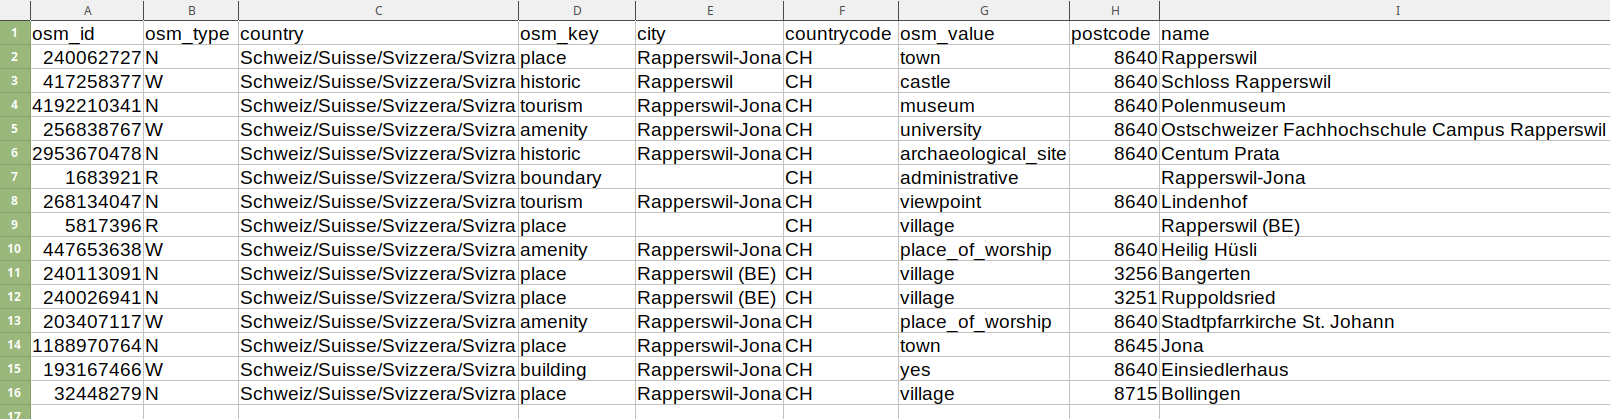 A B C D E F G H I
1 osm_id osm_type country osm_key city countrycode osm_value postcode name
2 240062727 N Schweiz/Suisse/Svizzera/Svizra place Rapperswil-Jona CH town 8640 Rapperswil
3 417258377 W Schweiz/Suisse/Svizzera/Svizra historic Rapperswil CH castle 8640 Schloss Rapperswil
4 4192210341 N Schweiz/Suisse/Svizzera/Svizra tourism Rapperswil-Jona CH museum 8640 Polenmuseum
5 256838767 W Schweiz/Suisse/Svizzera/Svizra amenity Rapperswil-Jona CH university 8640 Ostschweizer Fachhochschule Campus Rapperswil
6 2953670478 N Schweiz/Suisse/Svizzera/Svizra historic Rapperswil-Jona CH archaeological_site 8640 Centum Prata
7 1683921 R Schweiz/Suisse/Svizzera/Svizra boundary CH administrative Rapperswil-Jona
8 268134047 N Schweiz/Suisse/Svizzera/Svizra tourism Rapperswil-Jona CH viewpoint 8640 Lindenhof
9 5817396 R Schweiz/Suisse/Svizzera/Svizra place CH village Rapperswil (BE)
10 447653638 W Schweiz/Suisse/Svizzera/Svizra amenity Rapperswil-Jona CH place_of_worship 8640 Heilig Hüsli
11 240113091 N Schweiz/Suisse/Svizzera/Svizra place Rapperswil (BE) CH village 3256 Bangerten
12 240026941 N Schweiz/Suisse/Svizzera/Svizra place Rapperswil (BE) CH village 3251 Ruppoldsried
13 203407117 W Schweiz/Suisse/Svizzera/Svizra amenity Rapperswil-Jona CH place_of_worship 8640 Stadtpfarrkirche St. Johann
14 1188970764 N Schweiz/Suisse/Svizzera/Svizra place Rapperswil-Jona CH town 8645 Jona
15 193167466 W Schweiz/Suisse/Svizzera/Svizra building Rapperswil-Jona CH yes 8640 Einsiedlerhaus
16 32448279 N Schweiz/Suisse/Svizzera/Svizra place Rapperswil-Jona CH village 8715 Bollingen
17